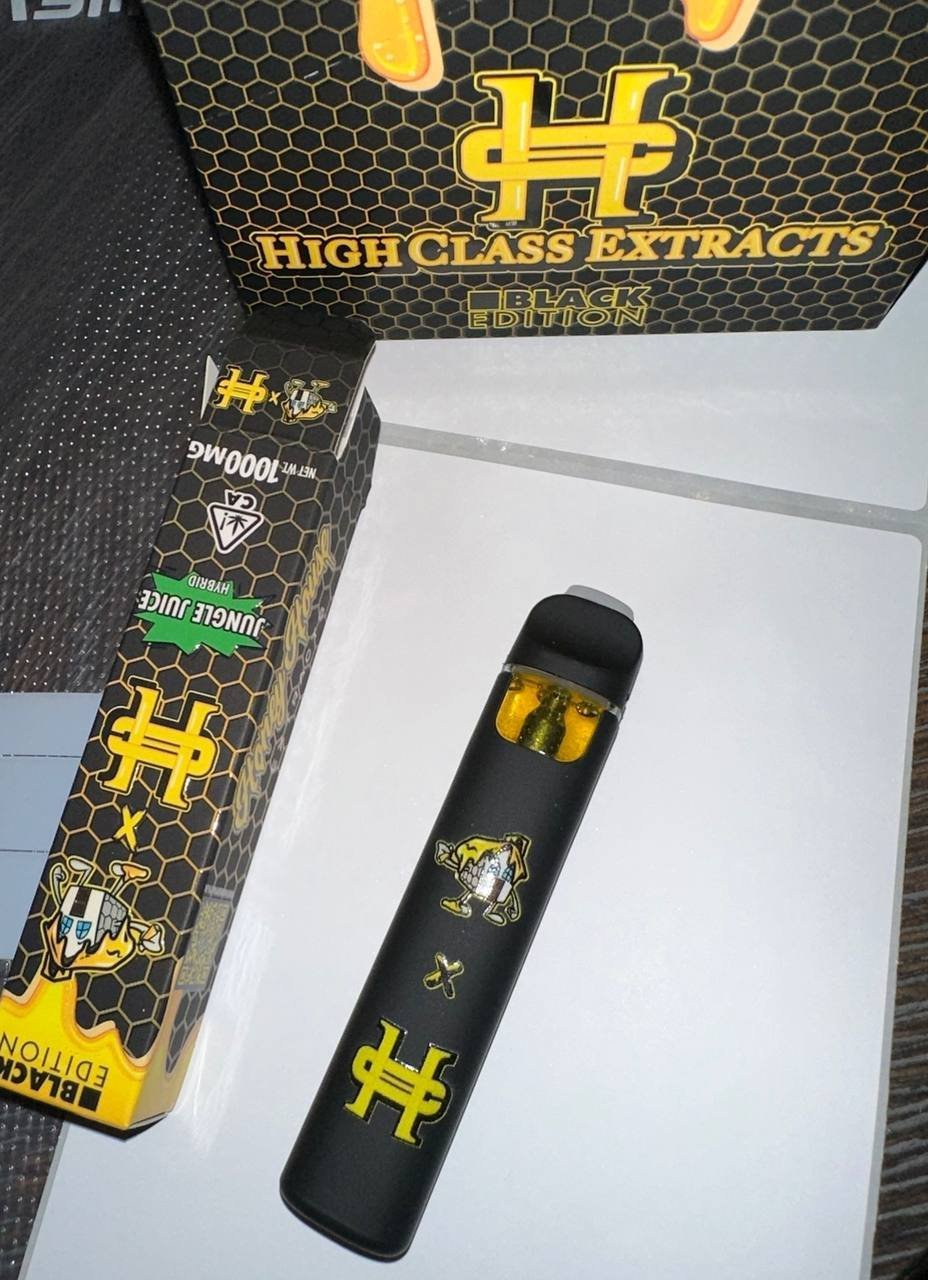 HIGH CLASS EXTRACTS
BLACK
EDITION
H x
NET WT. 1000MG
CA
JUNGLE JUICE
HYBRID
H
X
BLACK
EDITION
X
H